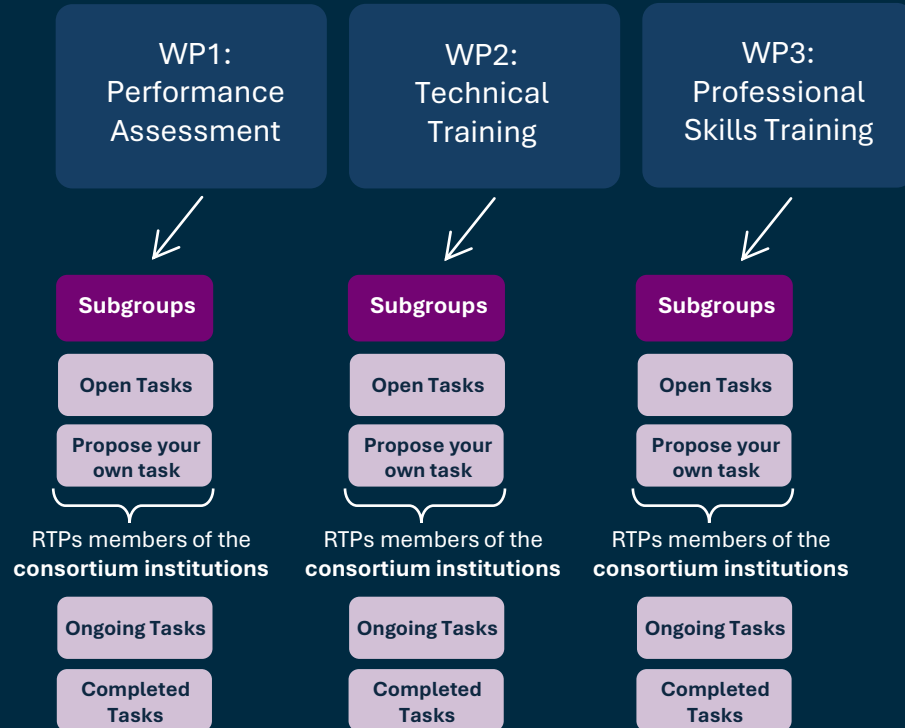 WP1:
Performance
Assessment
WP2:
Technical
Training
WP3:
Professional
Skills Training
Subgroups
Subgroups
Subgroups
Open Tasks
Open Tasks
Open Tasks
Propose your
own task
Propose your
own task
Propose your
own task
RTPs members of the
consortium institutions
RTPs members of the
consortium institutions
RTPs members of the
consortium institutions
Ongoing Tasks
Ongoing Tasks
Ongoing Tasks
Completed
Tasks
Completed
Tasks
Completed
Tasks